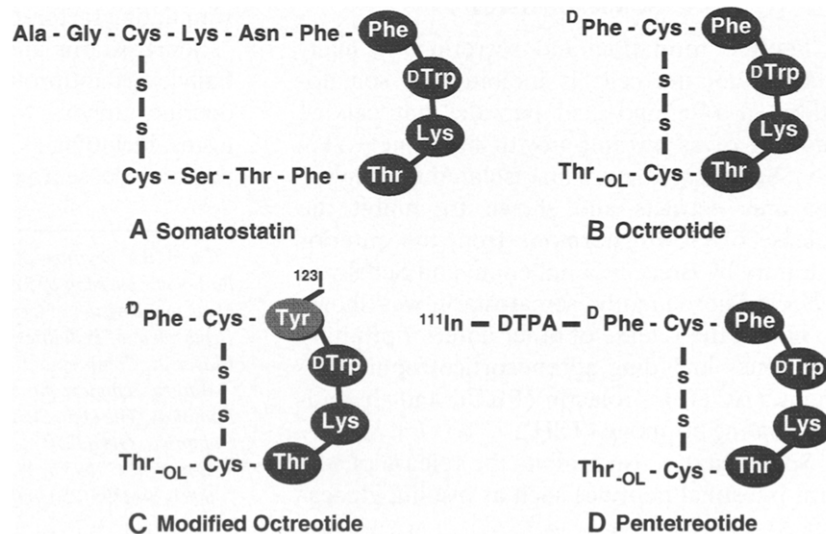 Ala - Gly - Cys - Lys - Asn - Phe - Phe
DTrp
S
S
Lys
Cys - Ser - Thr - Phe - Thr
A Somatostatin
DPhe - Cys - Phe
DTrp
S
S
Lys
Thr-OL - Cys - Thr
B Octreotide
123I
DPhe - Cys - Tyr
DTrp
S
S
Lys
Thr-OL - Cys - Thr
C Modified Octreotide
111In — DTPA — DPhe - Cys - Phe
DTrp
S
S
Lys
Thr-OL - Cys - Thr
D Pentetreotide